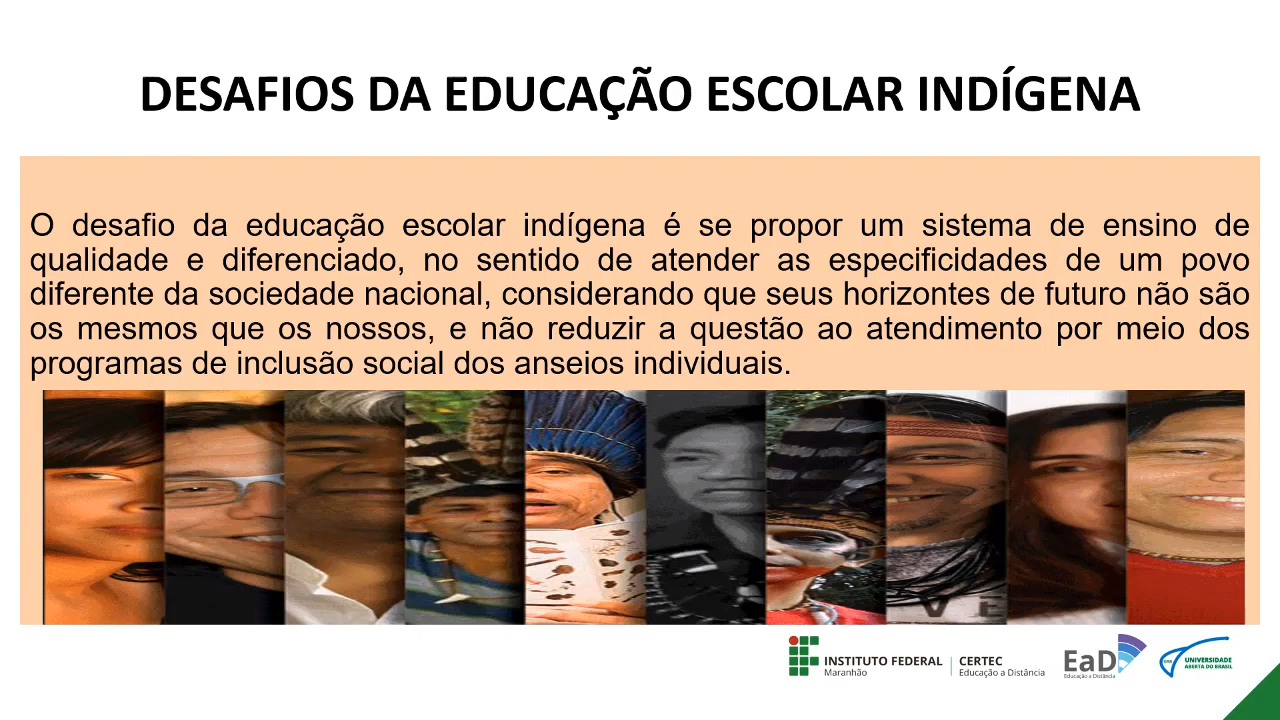 DESAFIOS DA EDUCAÇÃO ESCOLAR INDÍGENA
O desafio da educação escolar indígena é se propor um sistema de ensino de
qualidade e diferenciado, no sentido de atender as especificidades de um povo
diferente da sociedade nacional, considerando que seus horizontes de futuro não são
os mesmos que os nossos, e não reduzir a questão ao atendimento por meio dos
programas de inclusão social dos anseios individuais.
VE
INSTITUTO FEDERAL
Maranhão
CERTEC
Educação a Distância
EaD
Educação a Distância
UAB
UNIVERSIDADE
ABERTA DO BRASIL